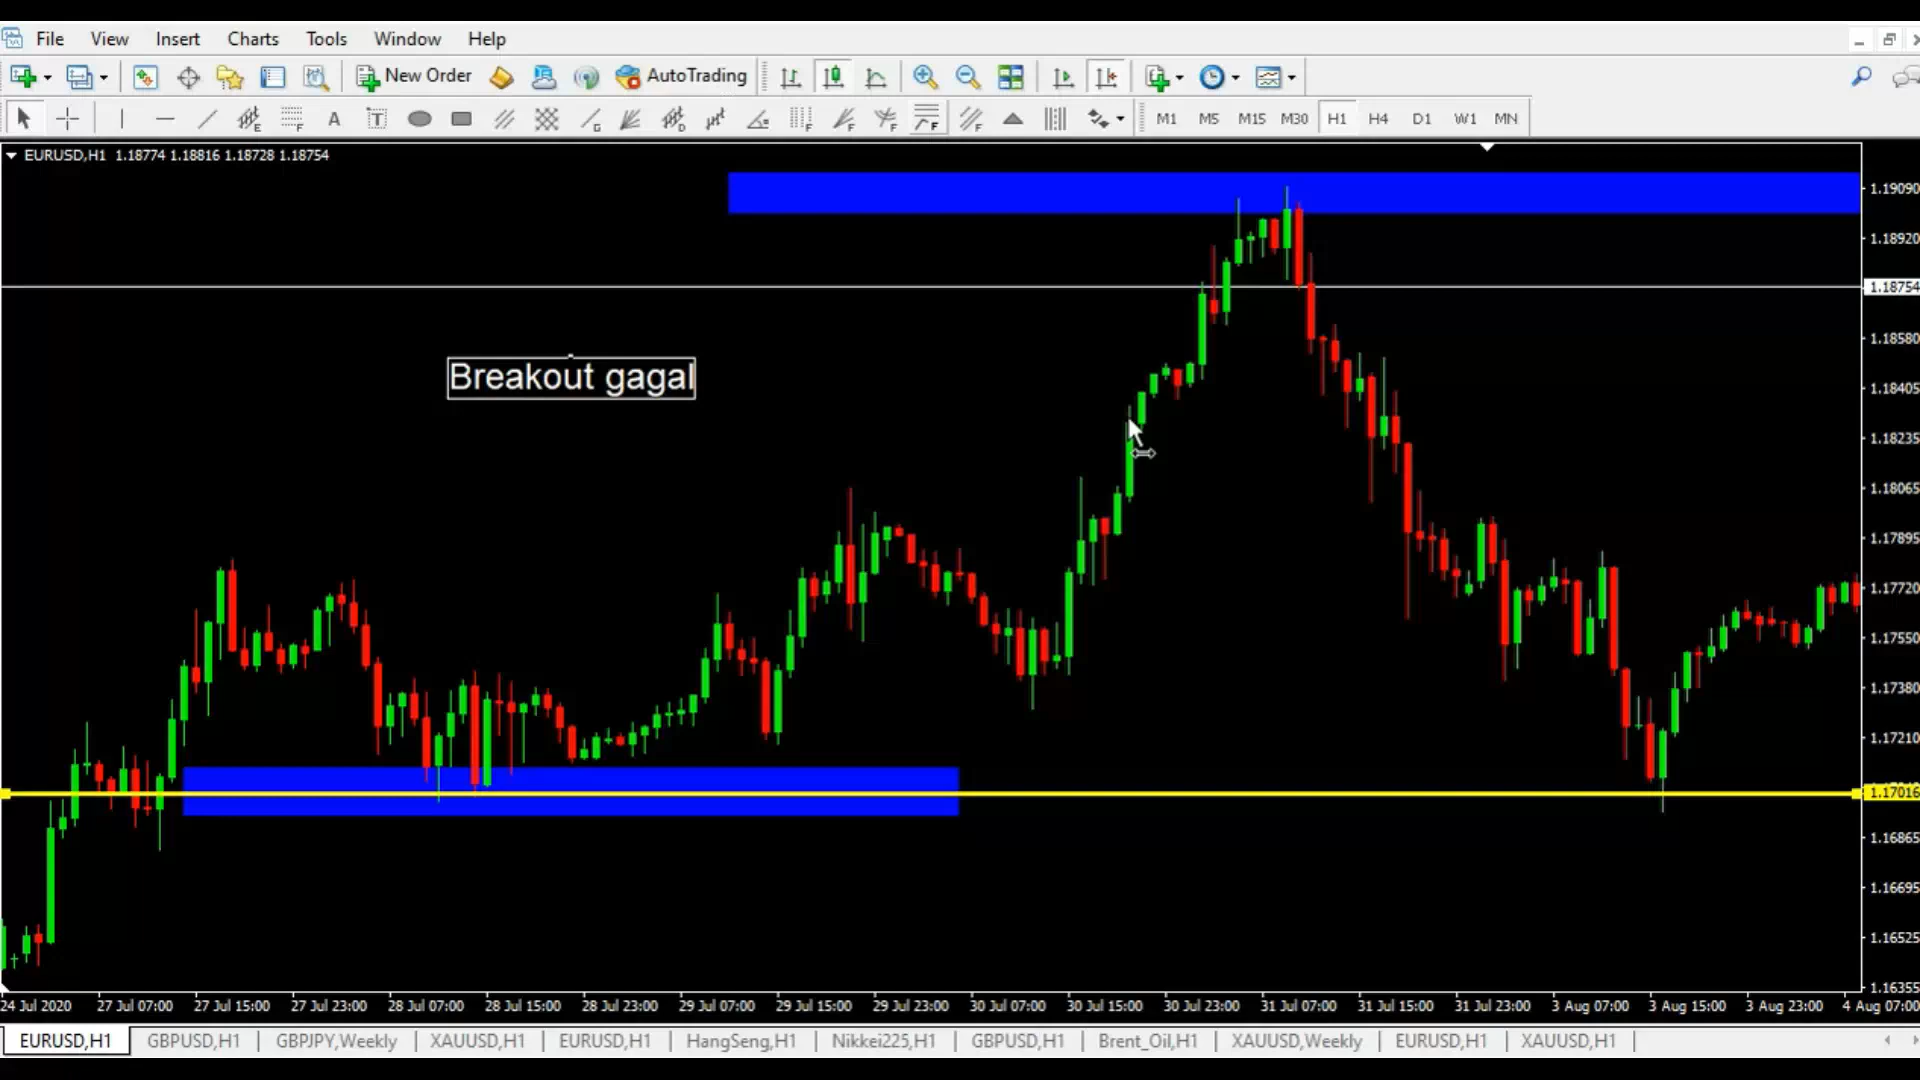 File View Insert Charts Tools Window Help
New Order AutoTrading
A T M1 M5 M15 M30 H1 H4 D1 W1 MN
EURUSD,H1 1.18774 1.18816 1.18728 1.18754
1.19090
1.18920
1.18754
1.18580
Breakout gagal
1.18405
1.18235
1.18065
1.17895
1.17720
1.17550
1.17380
1.17210
1.17016
1.16865
1.16695
1.16525
1.16355
24 Jul 2020 27 Jul 07:00 27 Jul 15:00 27 Jul 23:00 28 Jul 07:00 28 Jul 15:00 28 Jul 23:00 29 Jul 07:00 29 Jul 15:00 29 Jul 23:00 30 Jul 07:00 30 Jul 15:00 30 Jul 23:00 31 Jul 07:00 31 Jul 15:00 31 Jul 23:00 3 Aug 07:00 3 Aug 15:00 3 Aug 23:00 4 Aug 07:00
EURUSD,H1 GBPUSD,H1 GBPJPY,Weekly XAUUSD,H1 EURUSD,H1 HangSeng,H1 Nikkei225,H1 GBPUSD,H1 Brent_Oil,H1 XAUUSD,Weekly EURUSD,H1 XAUUSD,H1